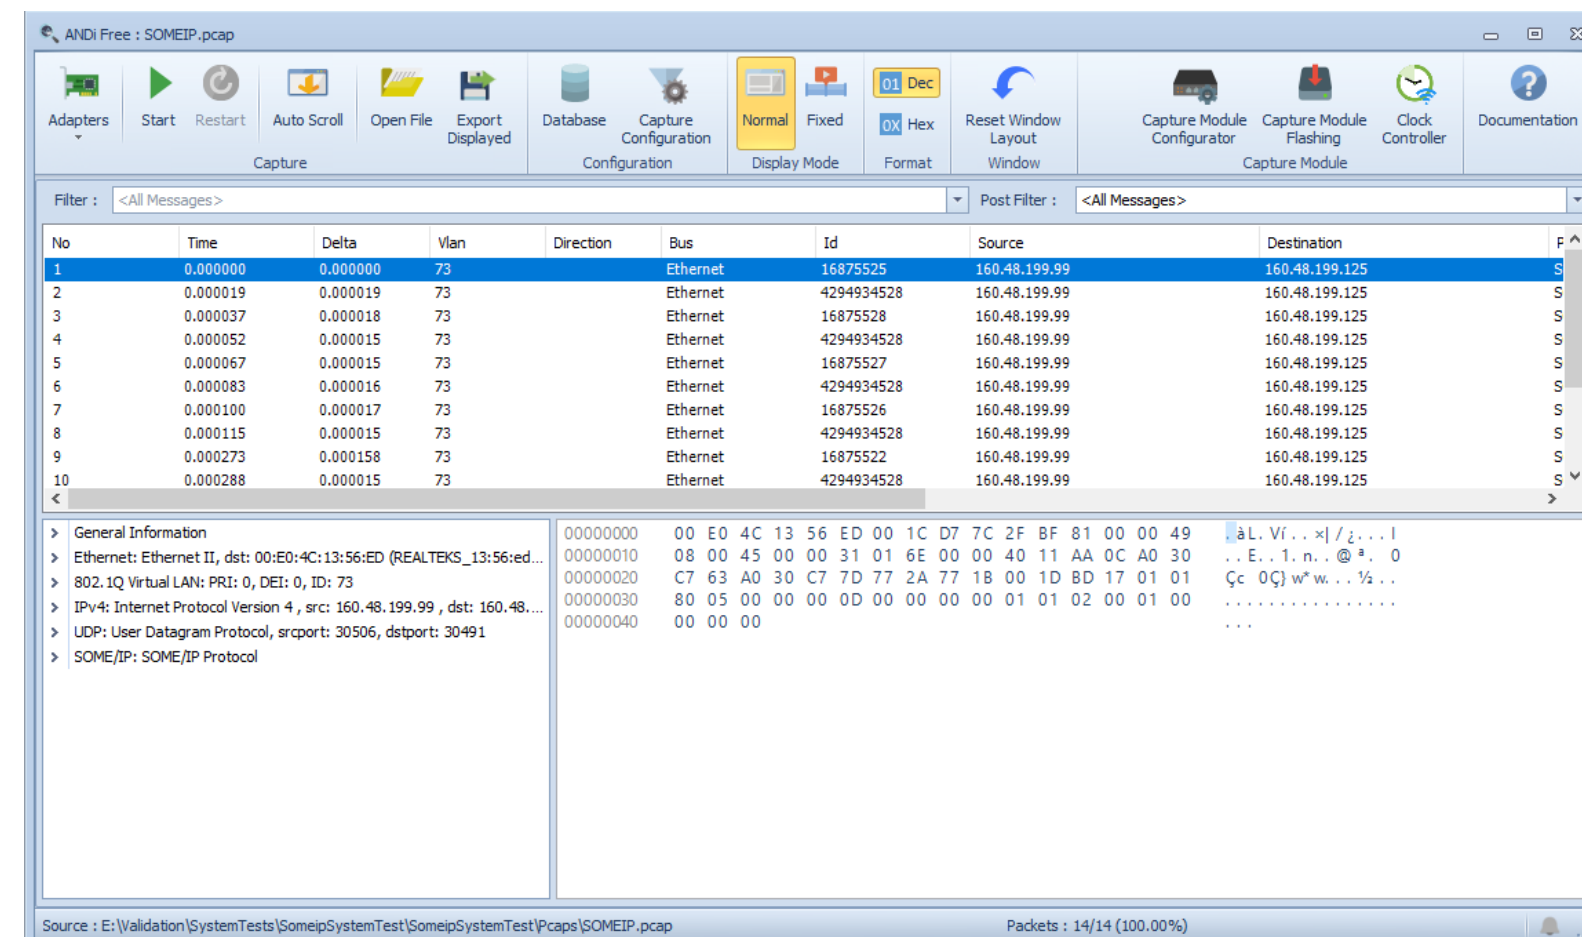 ANDi Free : SOMEIP.pcap
Adapters Start Restart Auto Scroll Open File Export Displayed Database Capture Configuration Normal Fixed 01 Dec 0X Hex Reset Window Layout Capture Module Configurator Capture Module Flashing Clock Controller Documentation
Capture Configuration Display Mode Format Window Capture Module
Filter : <All Messages> Post Filter : <All Messages>
No Time Delta Vlan Direction Bus Id Source Destination P
1 0.000000 0.000000 73 Ethernet 16875525 160.48.199.99 160.48.199.125 S
2 0.000019 0.000019 73 Ethernet 4294934528 160.48.199.99 160.48.199.125 S
3 0.000037 0.000018 73 Ethernet 16875528 160.48.199.99 160.48.199.125 S
4 0.000052 0.000015 73 Ethernet 4294934528 160.48.199.99 160.48.199.125 S
5 0.000067 0.000015 73 Ethernet 16875527 160.48.199.99 160.48.199.125 S
6 0.000083 0.000016 73 Ethernet 4294934528 160.48.199.99 160.48.199.125 S
7 0.000100 0.000017 73 Ethernet 16875526 160.48.199.99 160.48.199.125 S
8 0.000115 0.000015 73 Ethernet 4294934528 160.48.199.99 160.48.199.125 S
9 0.000273 0.000158 73 Ethernet 16875522 160.48.199.99 160.48.199.125 S
10 0.000288 0.000015 73 Ethernet 4294934528 160.48.199.99 160.48.199.125 S
General Information
Ethernet: Ethernet II, dst: 00:E0:4C:13:56:ED (REALTEKS_13:56:ed...
802.1Q Virtual LAN: PRI: 0, DEI: 0, ID: 73
IPv4: Internet Protocol Version 4 , src: 160.48.199.99 , dst: 160.48....
UDP: User Datagram Protocol, srcport: 30506, dstport: 30491
SOME/IP: SOME/IP Protocol
00000000 00 E0 4C 13 56 ED 00 1C D7 7C 2F BF 81 00 00 49 . à L . V í . . × | / ¿ . . . I
00000010 08 00 45 00 00 31 01 6E 00 00 40 11 AA 0C A0 30 . . E . . 1 . n . . @ . ª . 0
00000020 C7 63 A0 30 C7 7D 77 2A 77 1B 00 1D BD 17 01 01 Ç c 0 Ç } w * w . . . ½ . . .
00000030 80 05 00 00 00 0D 00 00 00 00 01 01 02 00 01 00 . . . . . . . . . . . . . . . .
00000040 00 00 00 . . .
Source : E:\Validation\SystemTests\SomeipSystemTest\SomeipSystemTest\Pcaps\SOMEIP.pcap Packets : 14/14 (100.00%)